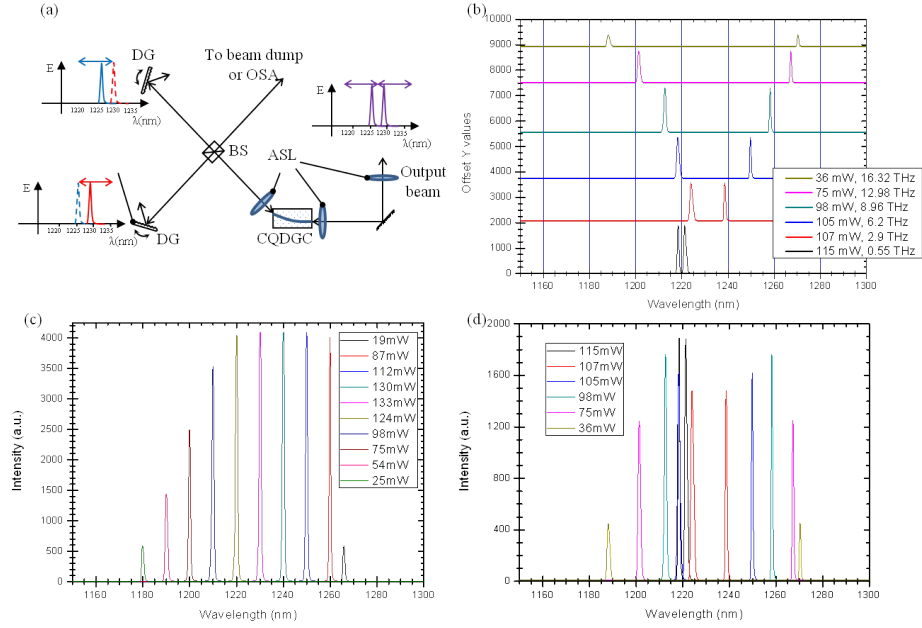 (a)
DG
E
1220 1225 1230 1235
λ(nm)
To beam dump
or OSA
E
1220 1225 1230 1235
λ(nm)
BS
ASL
Output
beam
E
1220 1225 1230 1235
λ(nm)
DG
CQDGC
(b)
Offset Y values
10000
9000
8000
7000
6000
5000
4000
3000
2000
1000
0
36 mW, 16.32 THz
75 mW, 12.98 THz
98 mW, 8.96 THz
105 mW, 6.2 THz
107 mW, 2.9 THz
115 mW, 0.55 THz
1160 1180 1200 1220 1240 1260 1280 1300
Wavelength (nm)
(c)
Intensity (a.u.)
4000
3500
3000
2500
2000
1500
1000
500
0
19mW
87mW
112mW
130mW
133mW
124mW
98mW
75mW
54mW
25mW
1160 1180 1200 1220 1240 1260 1280 1300
Wavelength (nm)
(d)
Intensity (a.u.)
2000
1600
1200
800
400
0
115mW
107mW
105mW
98mW
75mW
36mW
1160 1180 1200 1220 1240 1260 1280 1300
Wavelength (nm)